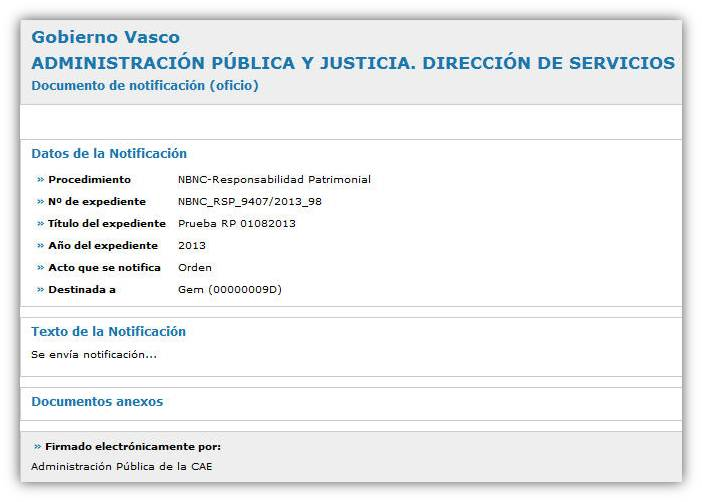 Gobierno Vasco
ADMINISTRACIÓN PÚBLICA Y JUSTICIA. DIRECCIÓN DE SERVICIOS
Documento de notificación (oficio)
Datos de la Notificación
» Procedimiento NBNC-Responsabilidad Patrimonial
» Nº de expediente NBNC_RSP_9407/2013_98
» Título del expediente Prueba RP 01082013
» Año del expediente 2013
» Acto que se notifica Orden
» Destinada a Gem (00000009D)
Texto de la Notificación
Se envía notificación...
Documentos anexos
» Firmado electrónicamente por:
Administración Pública de la CAE